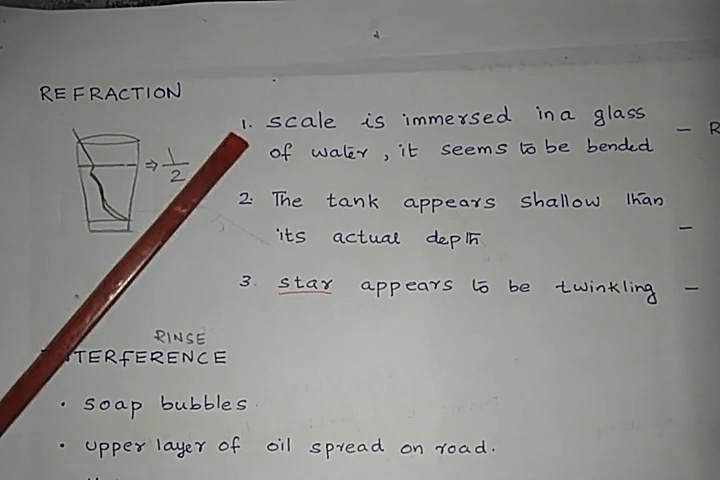 REFRACTION
1. scale is immersed in a glass — R
of water, it seems to be bended
⇒ 1/2
2. The tank appears shallow than
its actual depth —
3. star appears to be twinkling —
RINSE
INTERFERENCE
• soap bubbles
• upper layer of oil spread on road.